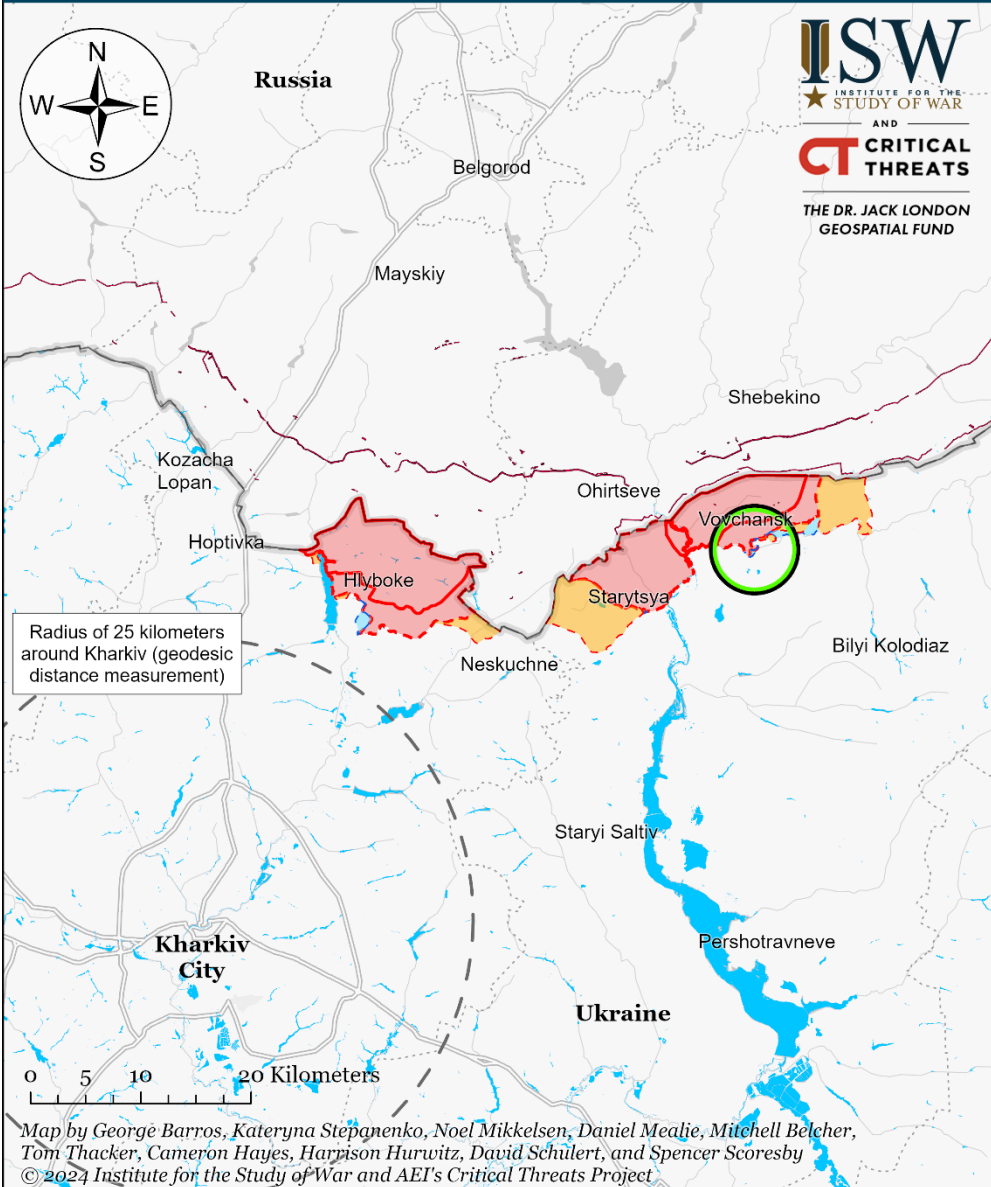 N
W
E
S
Russia
ISW
INSTITUTE FOR THE
STUDY OF WAR
AND
CT CRITICAL
THREATS
THE DR. JACK LONDON
GEOSPATIAL FUND
Belgorod
Mayskiy
Shebekino
Kozacha
Lopan
Ohirtseve
Vovchansk
Hoptivka
Hlyboke
Starytsya
Radius of 25 kilometers
around Kharkiv (geodesic
distance measurement)
Neskuchne
Bilyi Kolodiaz
Staryi Saltiv
Kharkiv
City
Pershotravneve
Ukraine
0 5 10 20 Kilometers
Map by George Barros, Kateryna Stepanenko, Noel Mikkelsen, Daniel Mealie, Mitchell Belcher,
Tom Thacker, Cameron Hayes, Harrison Hurwitz, David Schulert, and Spencer Scoresby
© 2024 Institute for the Study of War and AEI's Critical Threats Project